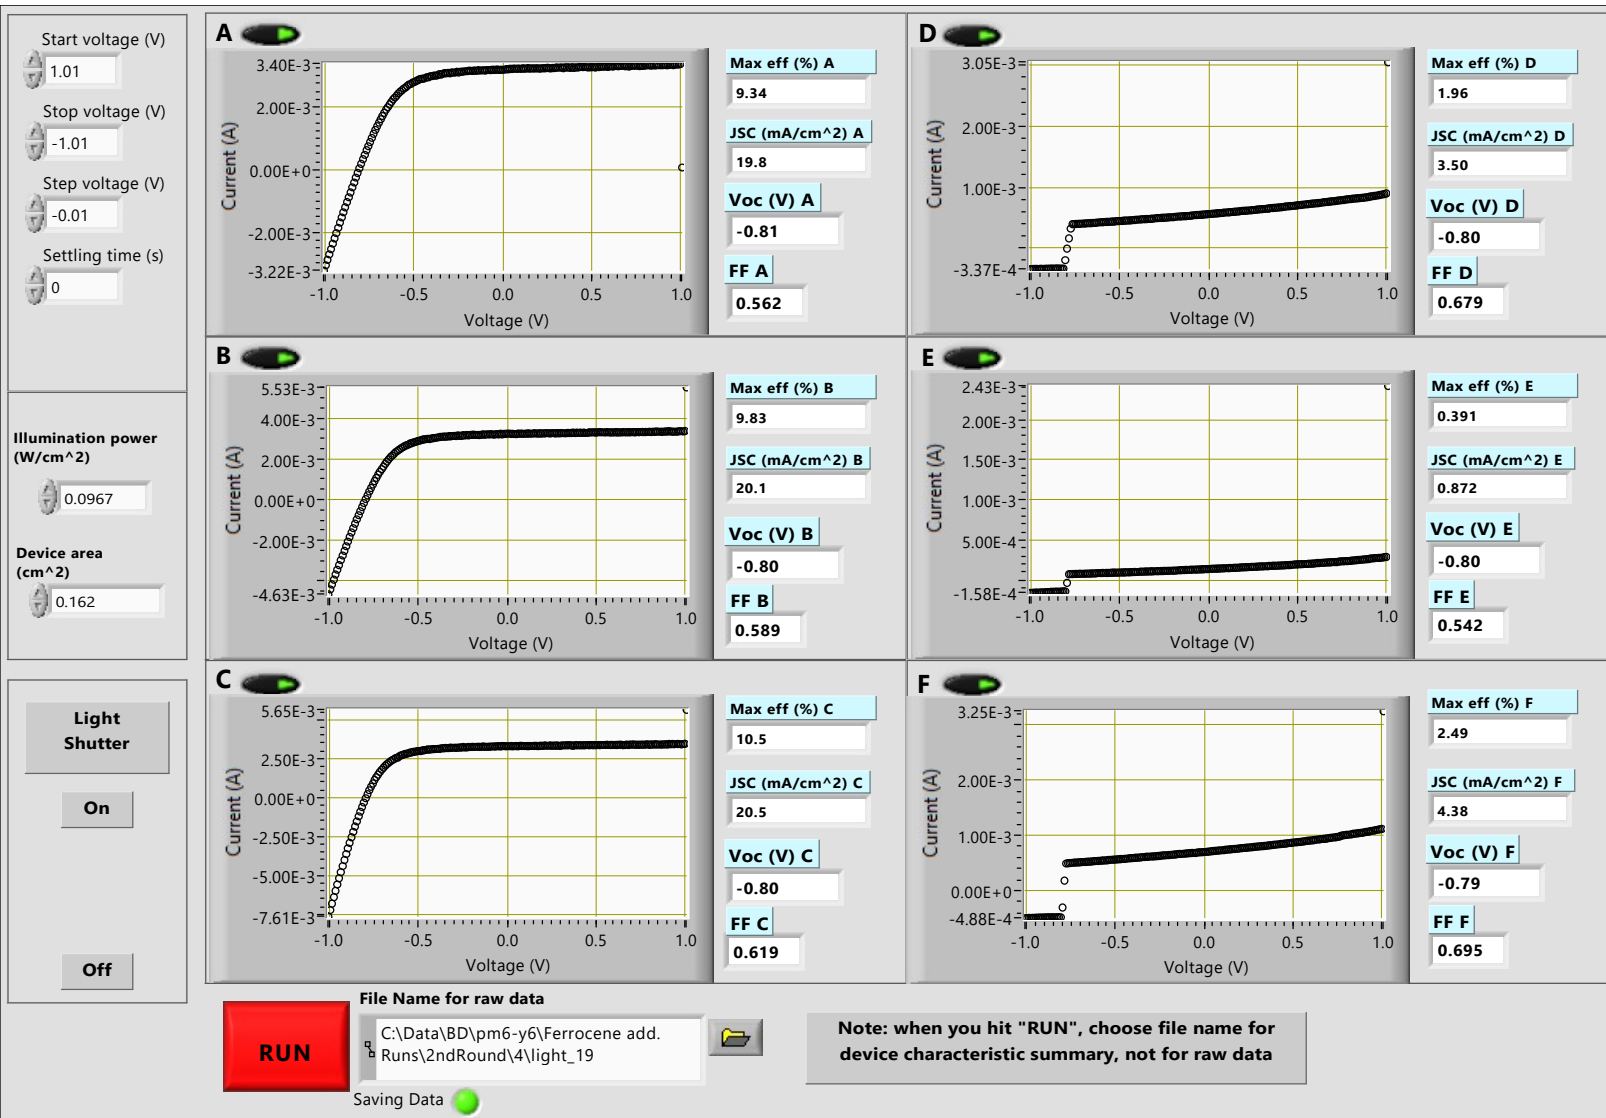 Start voltage (V)
1.01
Stop voltage (V)
-1.01
Step voltage (V)
-0.01
Settling time (s)
0
Illumination power
(W/cm^2)
0.0967
Device area
(cm^2)
0.162
Light
Shutter
On
Off
A
3.40E-3
2.00E-3
0.00E+0
-2.00E-3
-3.22E-3
Current (A)
-1.0 -0.5 0.0 0.5 1.0
Voltage (V)
Max eff (%) A
9.34
JSC (mA/cm^2) A
19.8
Voc (V) A
-0.81
FF A
0.562
B
5.53E-3
4.00E-3
2.00E-3
0.00E+0
-2.00E-3
-4.63E-3
Current (A)
-1.0 -0.5 0.0 0.5 1.0
Voltage (V)
Max eff (%) B
9.83
JSC (mA/cm^2) B
20.1
Voc (V) B
-0.80
FF B
0.589
C
5.65E-3
2.50E-3
0.00E+0
-2.50E-3
-5.00E-3
-7.61E-3
Current (A)
-1.0 -0.5 0.0 0.5 1.0
Voltage (V)
Max eff (%) C
10.5
JSC (mA/cm^2) C
20.5
Voc (V) C
-0.80
FF C
0.619
D
3.05E-3
2.00E-3
1.00E-3
-3.37E-4
Current (A)
-1.0 -0.5 0.0 0.5 1.0
Voltage (V)
Max eff (%) D
1.96
JSC (mA/cm^2) D
3.50
Voc (V) D
-0.80
FF D
0.679
E
2.43E-3
2.00E-3
1.50E-3
1.00E-3
5.00E-4
-1.58E-4
Current (A)
-1.0 -0.5 0.0 0.5 1.0
Voltage (V)
Max eff (%) E
0.391
JSC (mA/cm^2) E
0.872
Voc (V) E
-0.80
FF E
0.542
F
3.25E-3
2.00E-3
1.00E-3
0.00E+0
-4.88E-4
Current (A)
-1.0 -0.5 0.0 0.5 1.0
Voltage (V)
Max eff (%) F
2.49
JSC (mA/cm^2) F
4.38
Voc (V) F
-0.79
FF F
0.695
RUN
File Name for raw data
C:\Data\BD\pm6-y6\Ferrocene add.
Runs\2ndRound\4\light_19
Saving Data
Note: when you hit "RUN", choose file name for
device characteristic summary, not for raw data